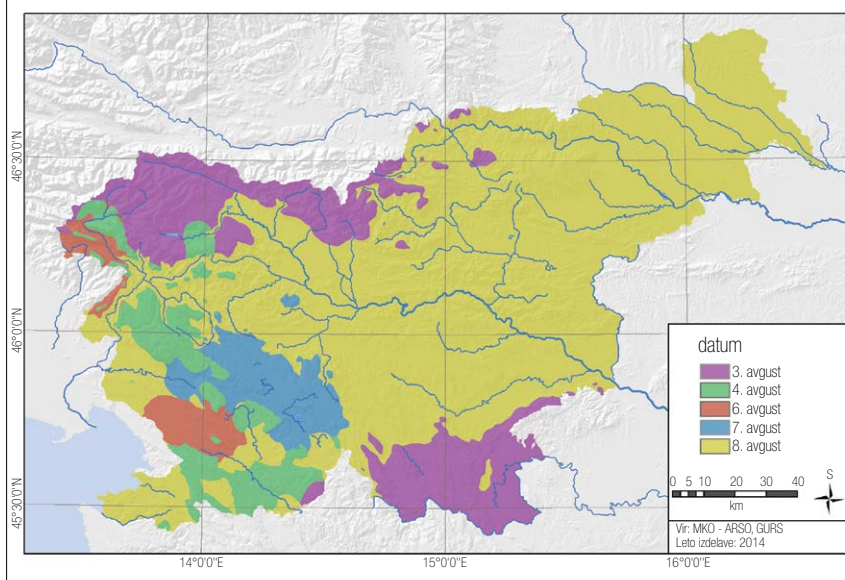 46°30'0"N
46°0'0"N
45°30'0"N
14°0'0"E
15°0'0"E
16°0'0"E
datum
3. avgust
4. avgust
6. avgust
7. avgust
8. avgust
0 5 10 20 30 40
km
S
Vir: MKO - ARSO, GURS
Leto izdelave: 2014